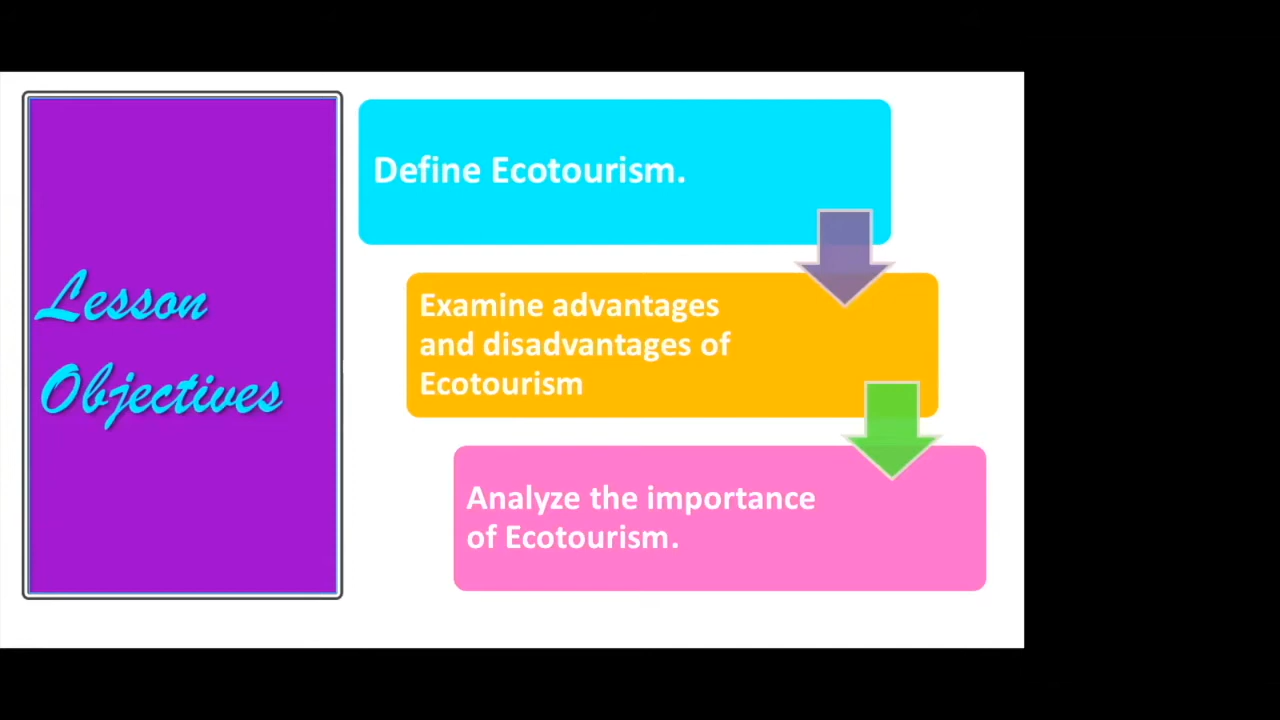 Lesson
Objectives
Define Ecotourism.
Examine advantages
and disadvantages of
Ecotourism
Analyze the importance
of Ecotourism.